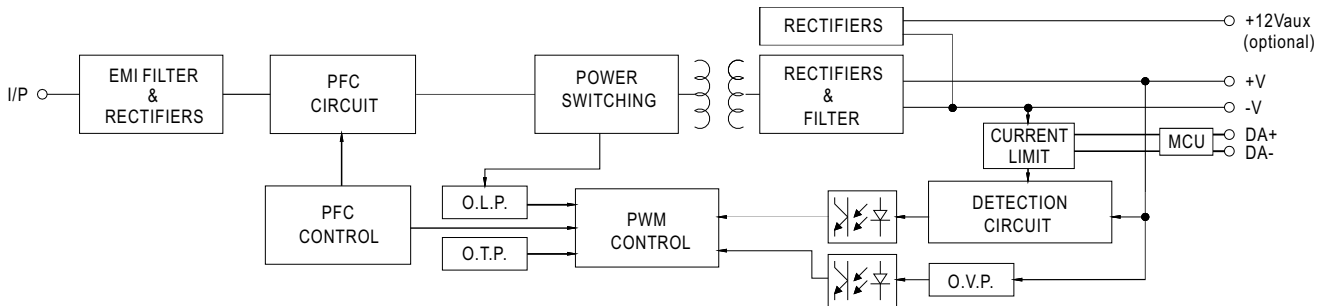 RECTIFIERS
+12Vaux
(optional)
I/P
EMI FILTER
&
RECTIFIERS
PFC
CIRCUIT
POWER
SWITCHING
RECTIFIERS
&
FILTER
+V
-V
CURRENT
LIMIT
MCU
DA+
DA-
PFC
CONTROL
O.L.P.
O.T.P.
PWM
CONTROL
DETECTION
CIRCUIT
O.V.P.